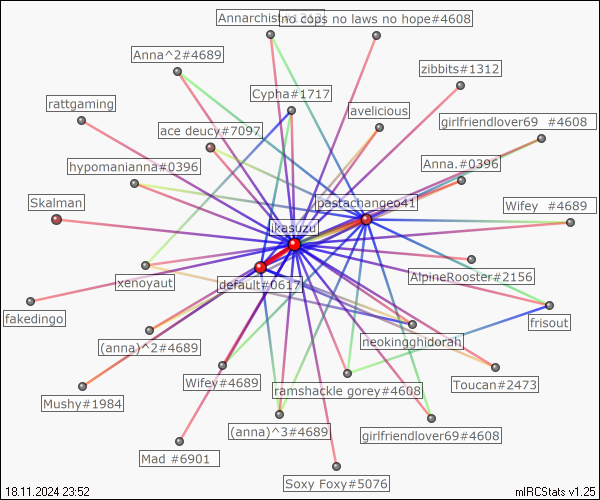 Annarchist#1312
no cops no laws no hope#4608
Anna^2#4689
zibbits#1312
Cypha#1717
rattgaming
avelicious
girlfriendlover69 #4608
ace deucy#7097
hypomanianna#0396
Anna.#0396
pastachangeo41
Skalman
Wifey #4689
ikasuzu
xenoyaut
default#0617
AlpineRooster#2156
fakedingo
frisout
(anna)^2#4689
neokingghidorah
Wifey#4689
ramshackle gorey#4608
Toucan#2473
Mushy#1984
(anna)^3#4689
girlfriendlover69#4608
Mad #6901
Soxy Foxy#5076
18.11.2024 23:52
mIRCStats v1.25